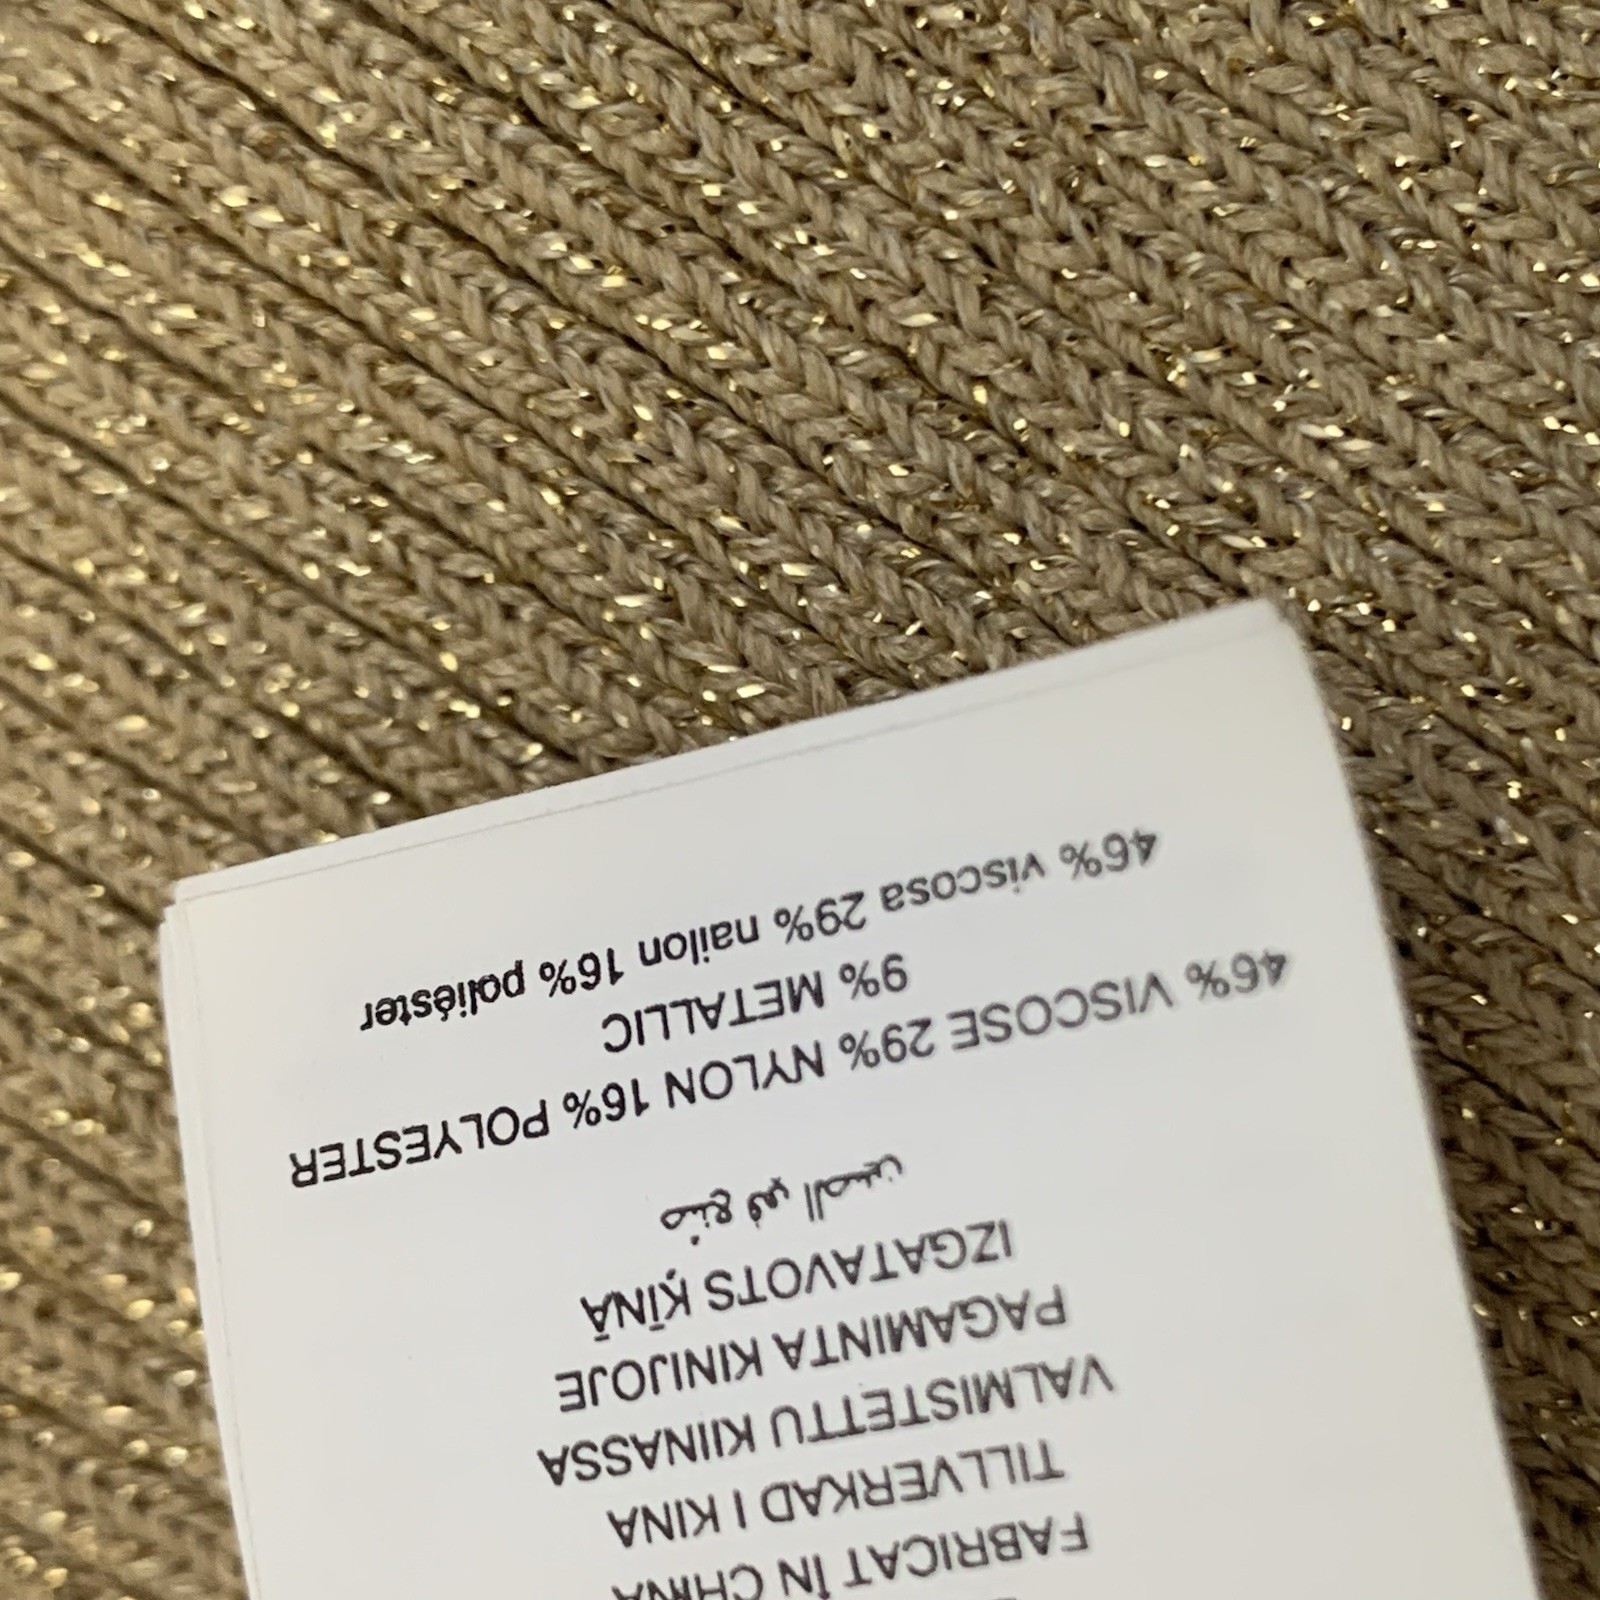 FABRICAT ÎN CHINA
TILLVERKAD I KINA
VALMISTETTU KIINASSA
PAGAMINTA KINIJOJE
IZGATAVOTS ĶĪNĀ
صنع في الصين
46% VISCOSE 29% NYLON 16% POLYESTER
9% METALLIC
46% viscosa 29% nailon 16% poliéster